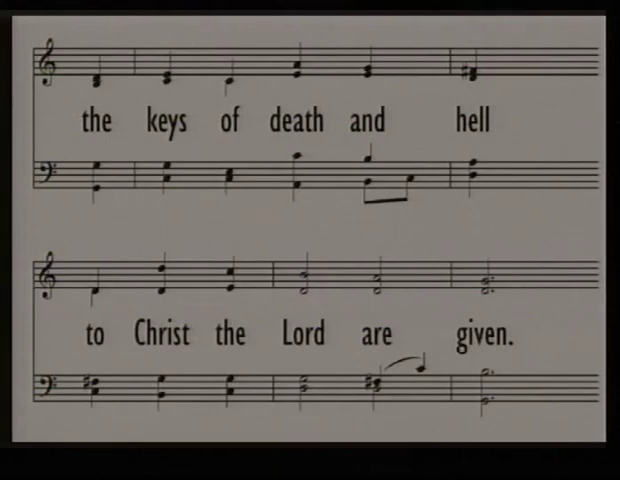 the keys of death and hell
to Christ the Lord are given.